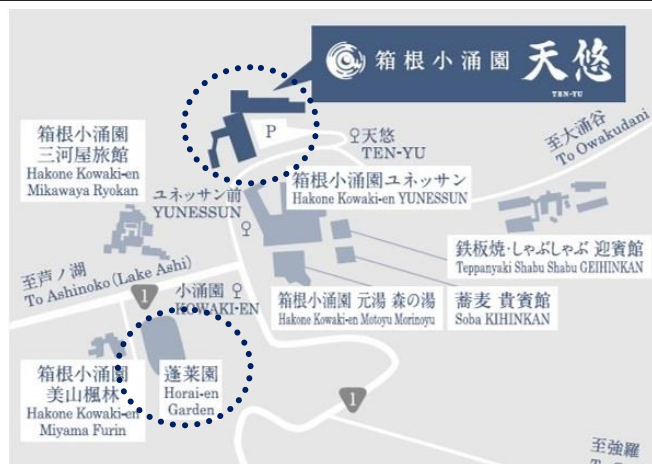 箱根小涌園 天悠
TEN-YU
P
天悠
TEN-YU
至大涌谷
To Owakudani
箱根小涌園
三河屋旅館
Hakone Kowaki-en
Mikawaya Ryokan
ユネッサン前
YUNESSUN
箱根小涌園ユネッサン
Hakone Kowaki-en YUNESSUN
鉄板焼・しゃぶしゃぶ 迎賓館
Teppanyaki Shabu Shabu GEIHINKAN
至芦ノ湖
To Ashinoko (Lake Ashi)
1
小涌園
KOWAKI-EN
箱根小涌園 元湯 森の湯
Hakone Kowaki-en Motoyu Morinoyu
蕎麦 貴賓館
Soba KIHINKAN
箱根小涌園
美山楓林
Hakone Kowaki-en
Miyama Furin
蓬莱園
Horai-en
Garden
1
至強羅